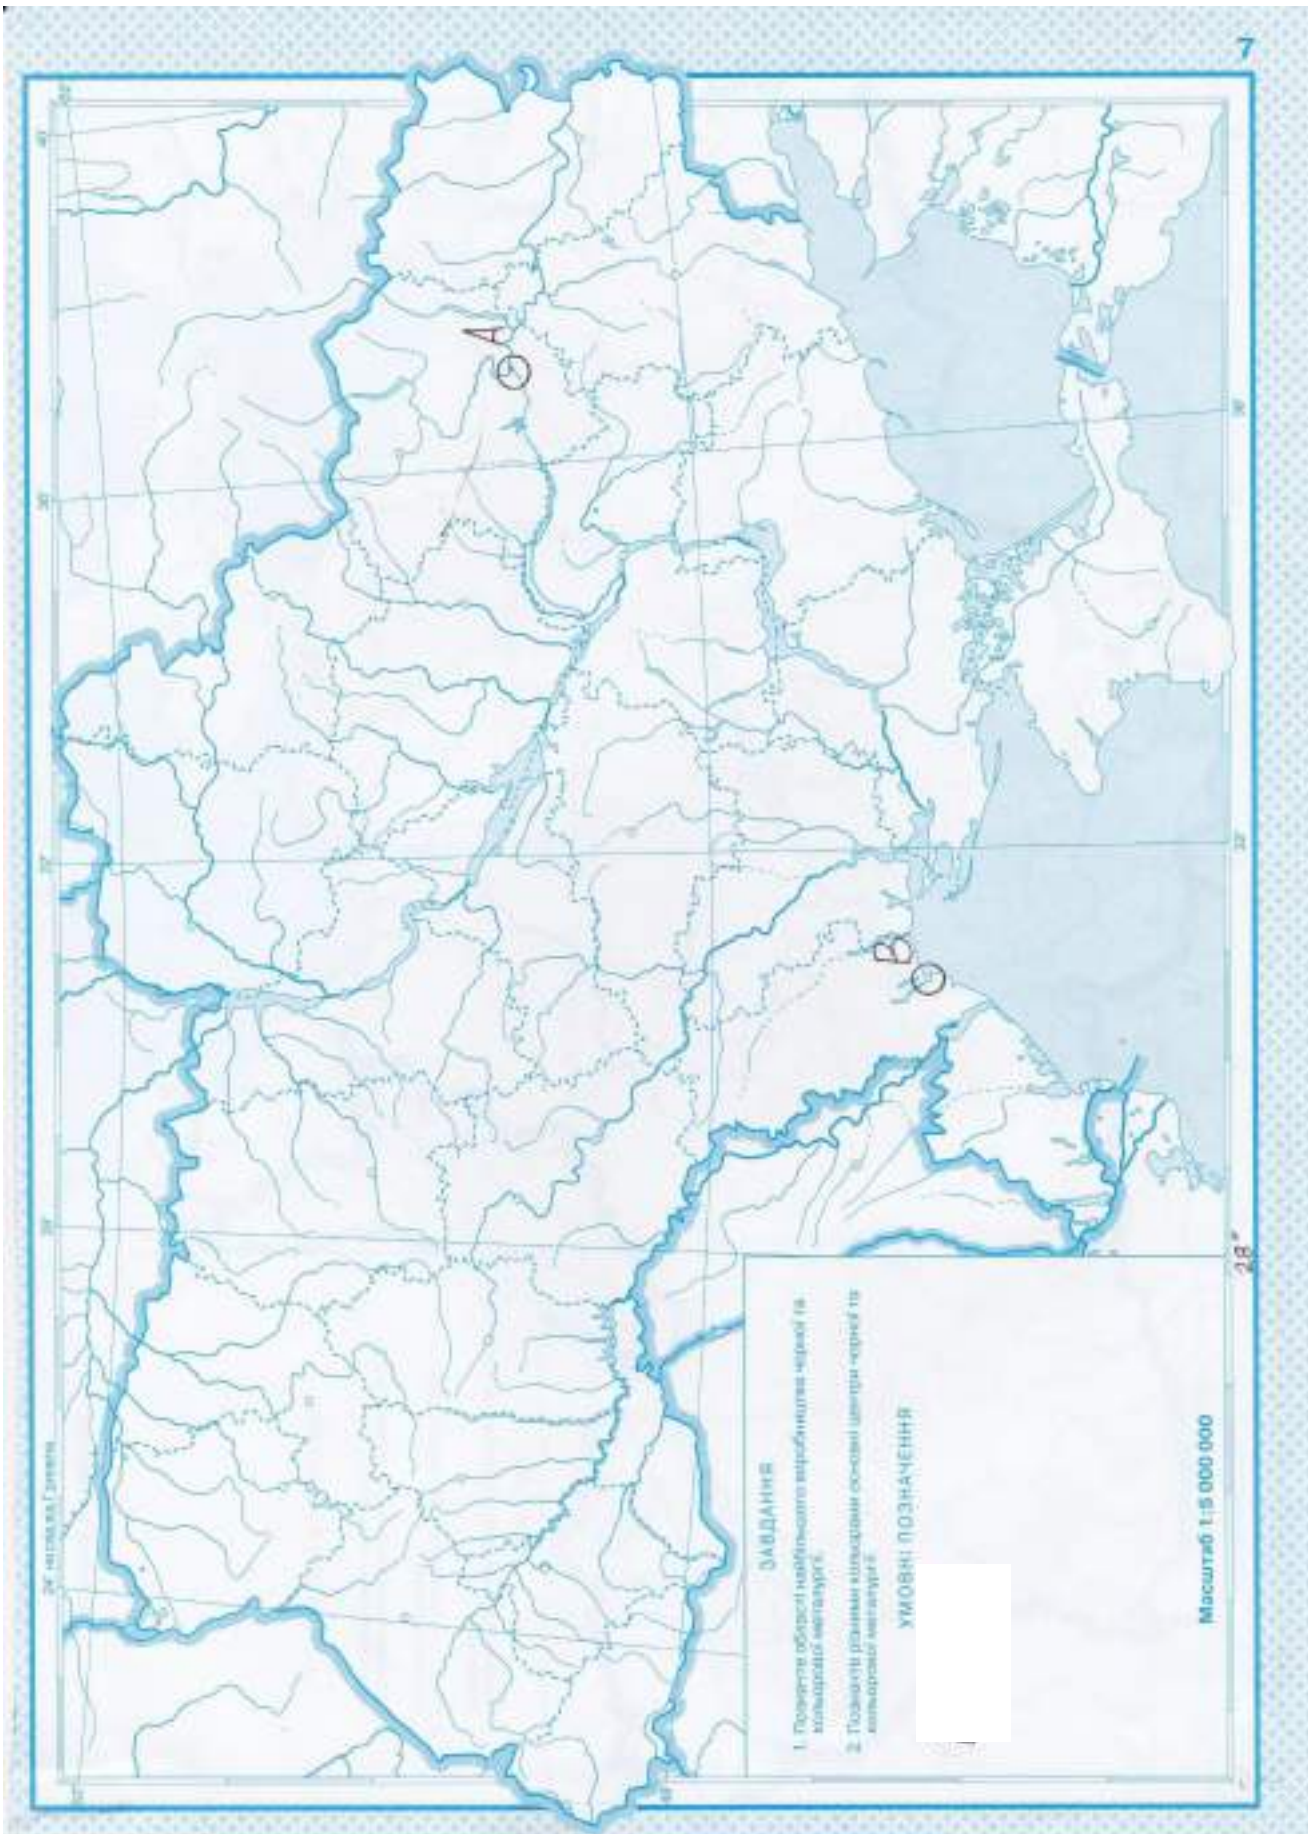 7
А
В
28°
ЗАВДАННЯ
1. Позначте області найбільшого виробництва чорної та
кольорової металургії.
2. Позначте різними кольорами основні центри чорної та
кольорової металургії
УМОВНІ ПОЗНАЧЕННЯ
Масштаб 1:5 000 000